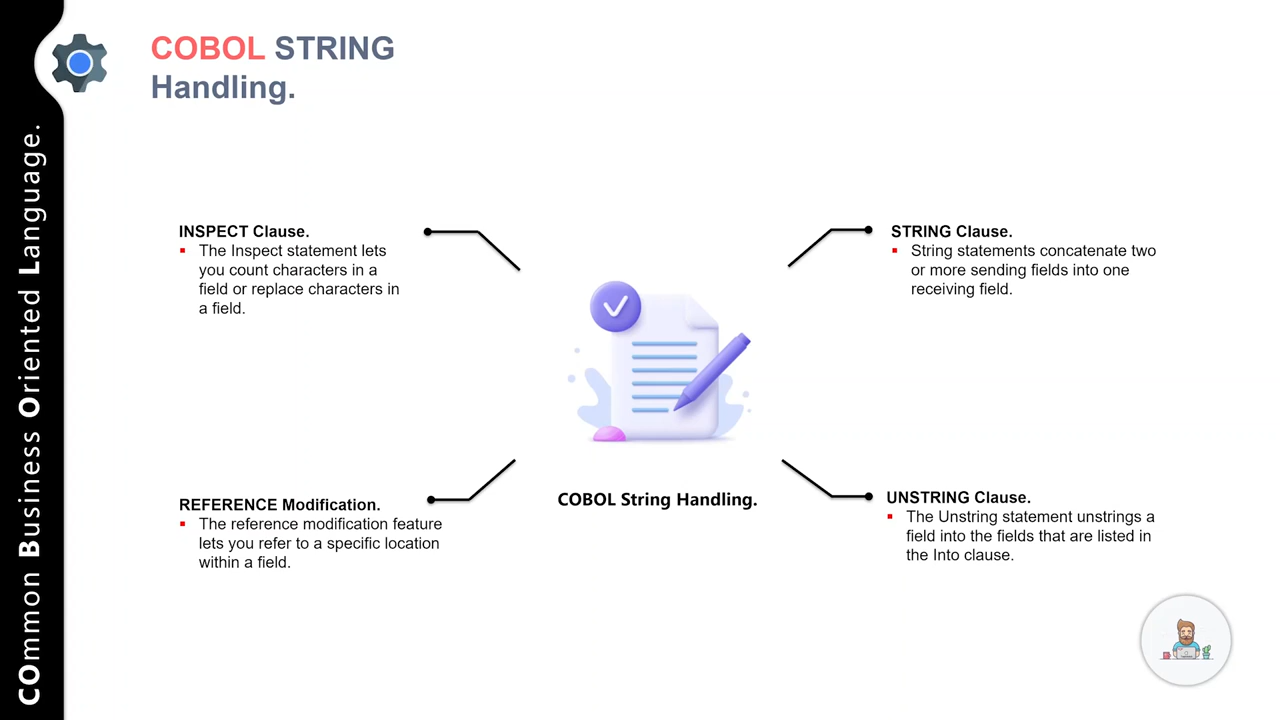 COBOL STRING
Handling.
COmmon Business Oriented Language.
INSPECT Clause.
▪ The Inspect statement lets
you count characters in a
field or replace characters in
a field.
STRING Clause.
▪ String statements concatenate two
or more sending fields into one
receiving field.
REFERENCE Modification.
▪ The reference modification feature
lets you refer to a specific location
within a field.
COBOL String Handling.
UNSTRING Clause.
▪ The Unstring statement unstrings a
field into the fields that are listed in
the Into clause.